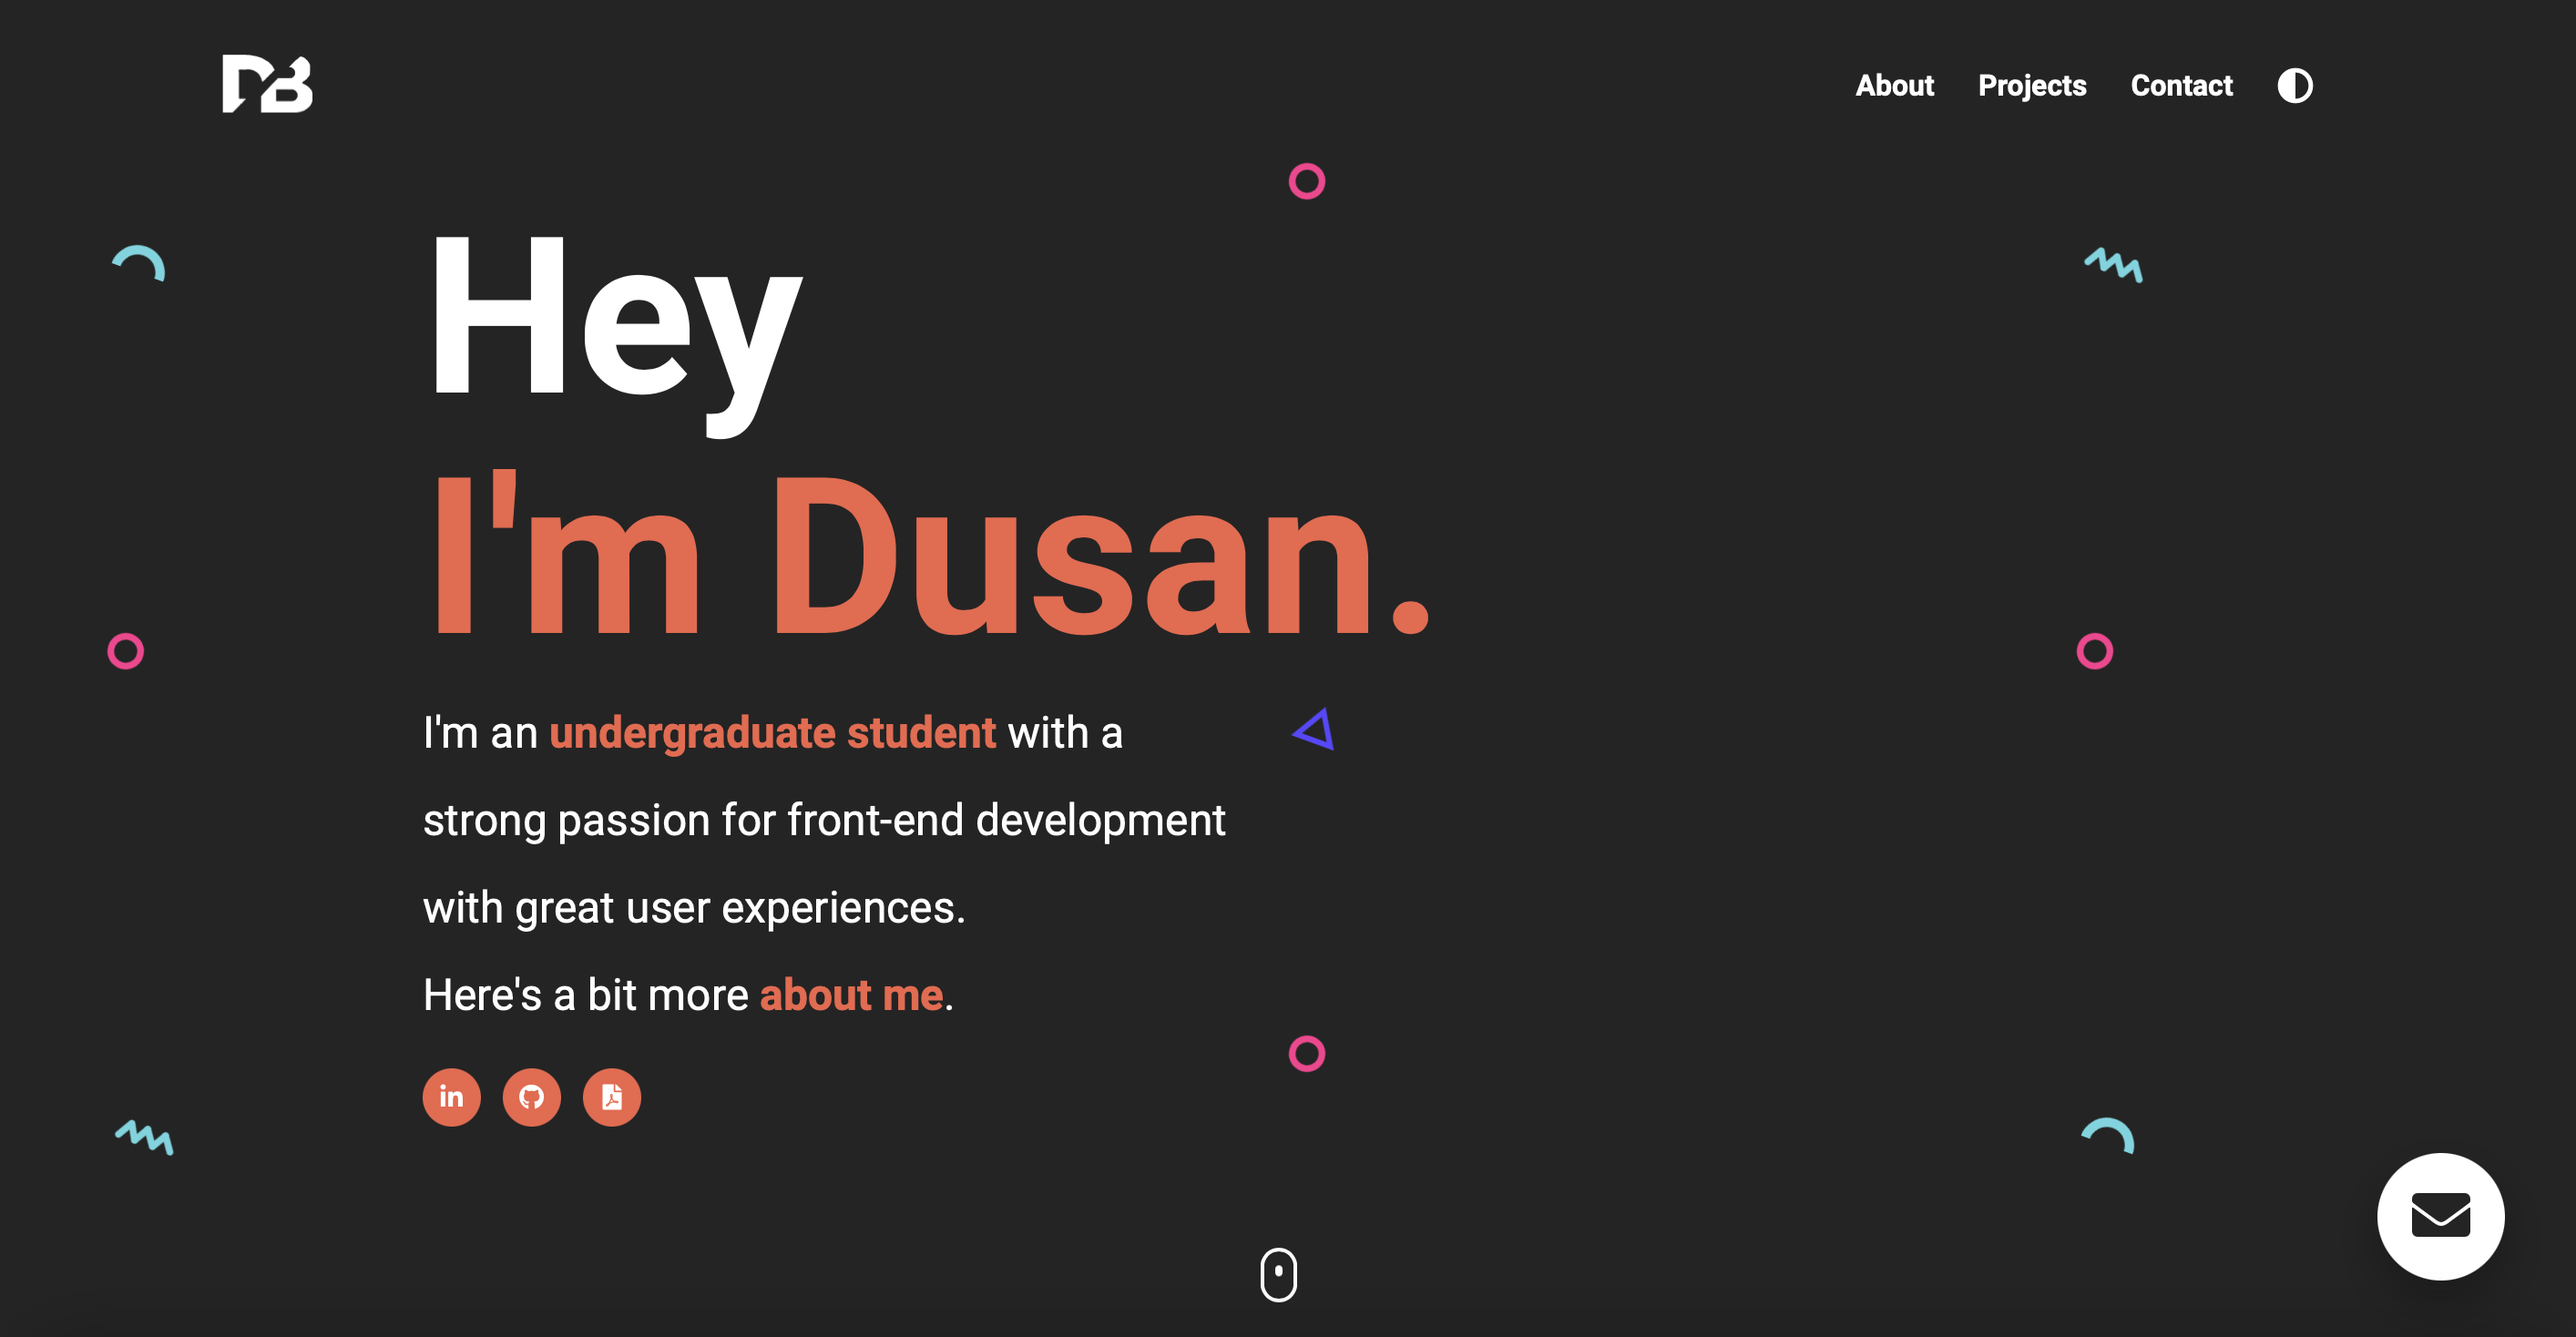 DB
About Projects Contact
Hey
I'm Dusan.
I'm an undergraduate student with a
strong passion for front-end development
with great user experiences.
Here's a bit more about me.
in